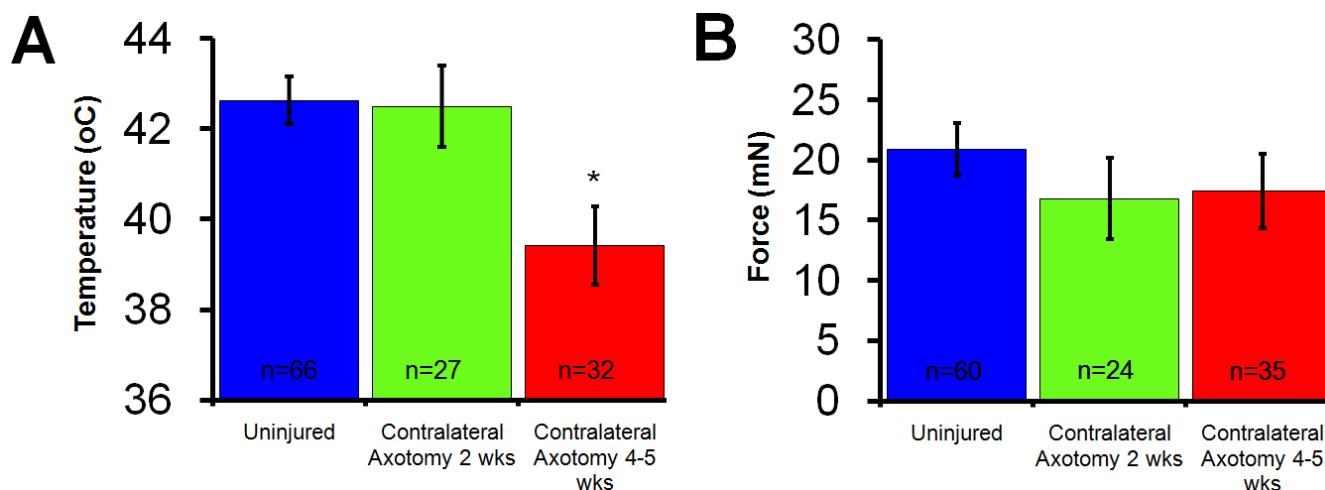 A
Temperature (oC)
44
42
40
39
38
36
n=66
n=27
*
n=32
Uninjured
Contralateral
Axotomy 2 wks
Contralateral
Axotomy 4-5
wks
B
Force (mN)
30
25
20
15
10
5
0
n=60
n=24
n=35
Uninjured
Contralateral
Axotomy 2 wks
Contralateral
Axotomy 4-5
wks